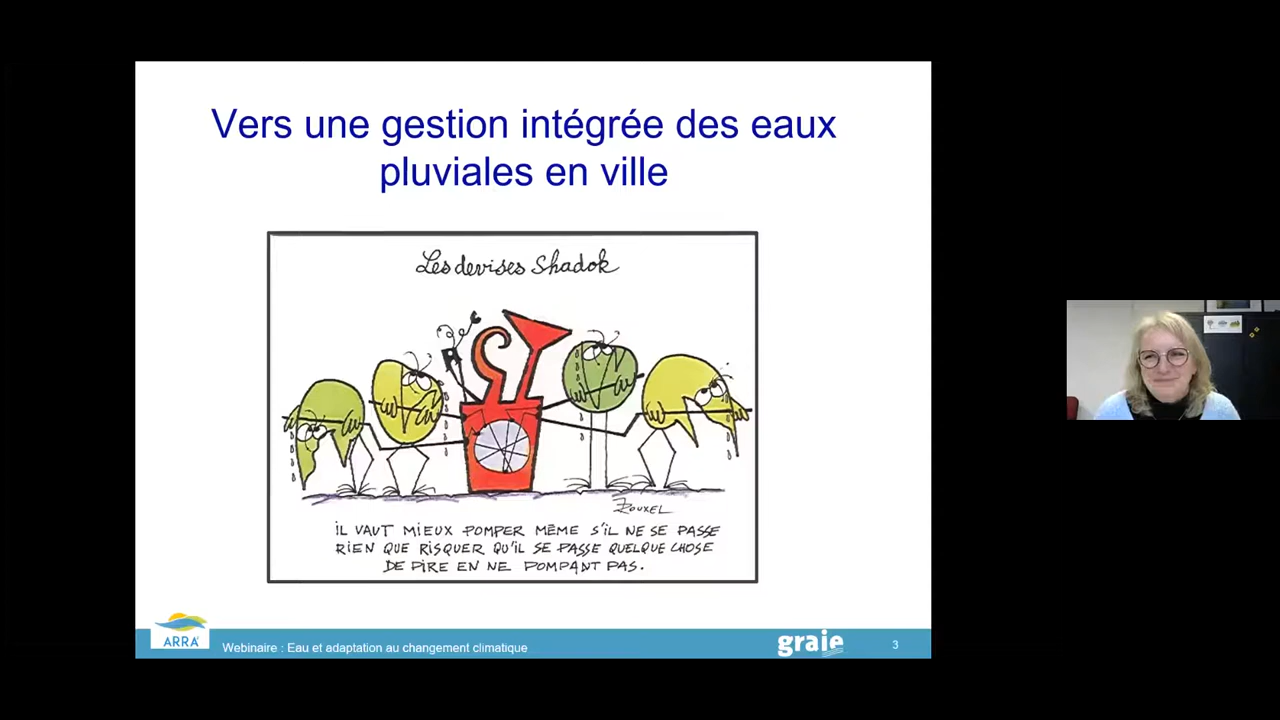 Vers une gestion intégrée des eaux
pluviales en ville
Les devises Shadok
ROUXEL
IL VAUT MIEUX POMPER MÊME S'IL NE SE PASSE
RIEN QUE RISQUER QU'IL SE PASSE QUELQUE CHOSE
DE PIRE EN NE POMPANT PAS.
ARRA²
Webinaire : Eau et adaptation au changement climatique
graie
3